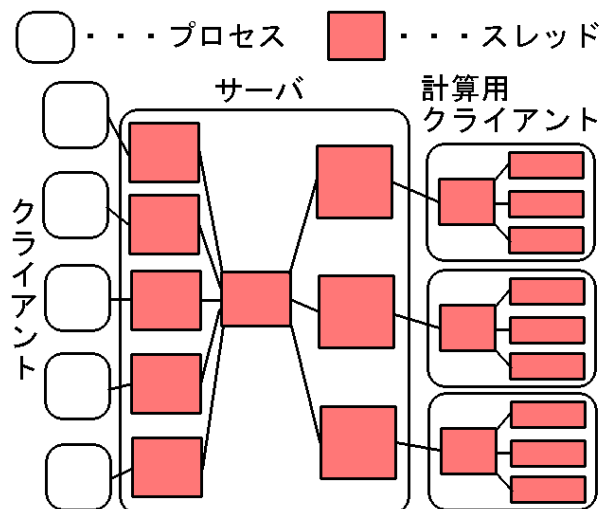 ・・・プロセス
・・・スレッド
サーバ
計算用
クライアント
クライアント